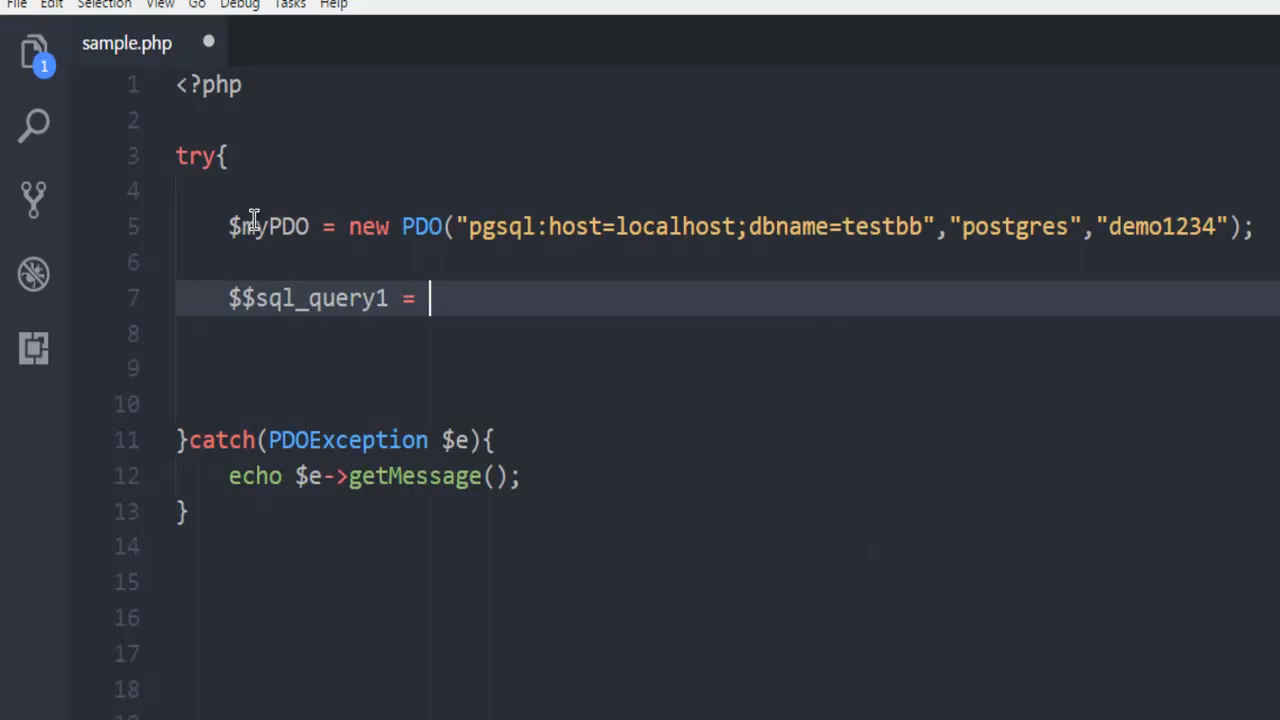 File Edit Selection View Go Debug Tasks Help
sample.php
1
1 <?php
2
3 try{
4
5 $myPDO = new PDO("pgsql:host=localhost;dbname=testbb","postgres","demo1234");
6
7 $$sql_query1 =
8
9
10
11 }catch(PDOException $e){
12 echo $e->getMessage();
13 }
14
15
16
17
18